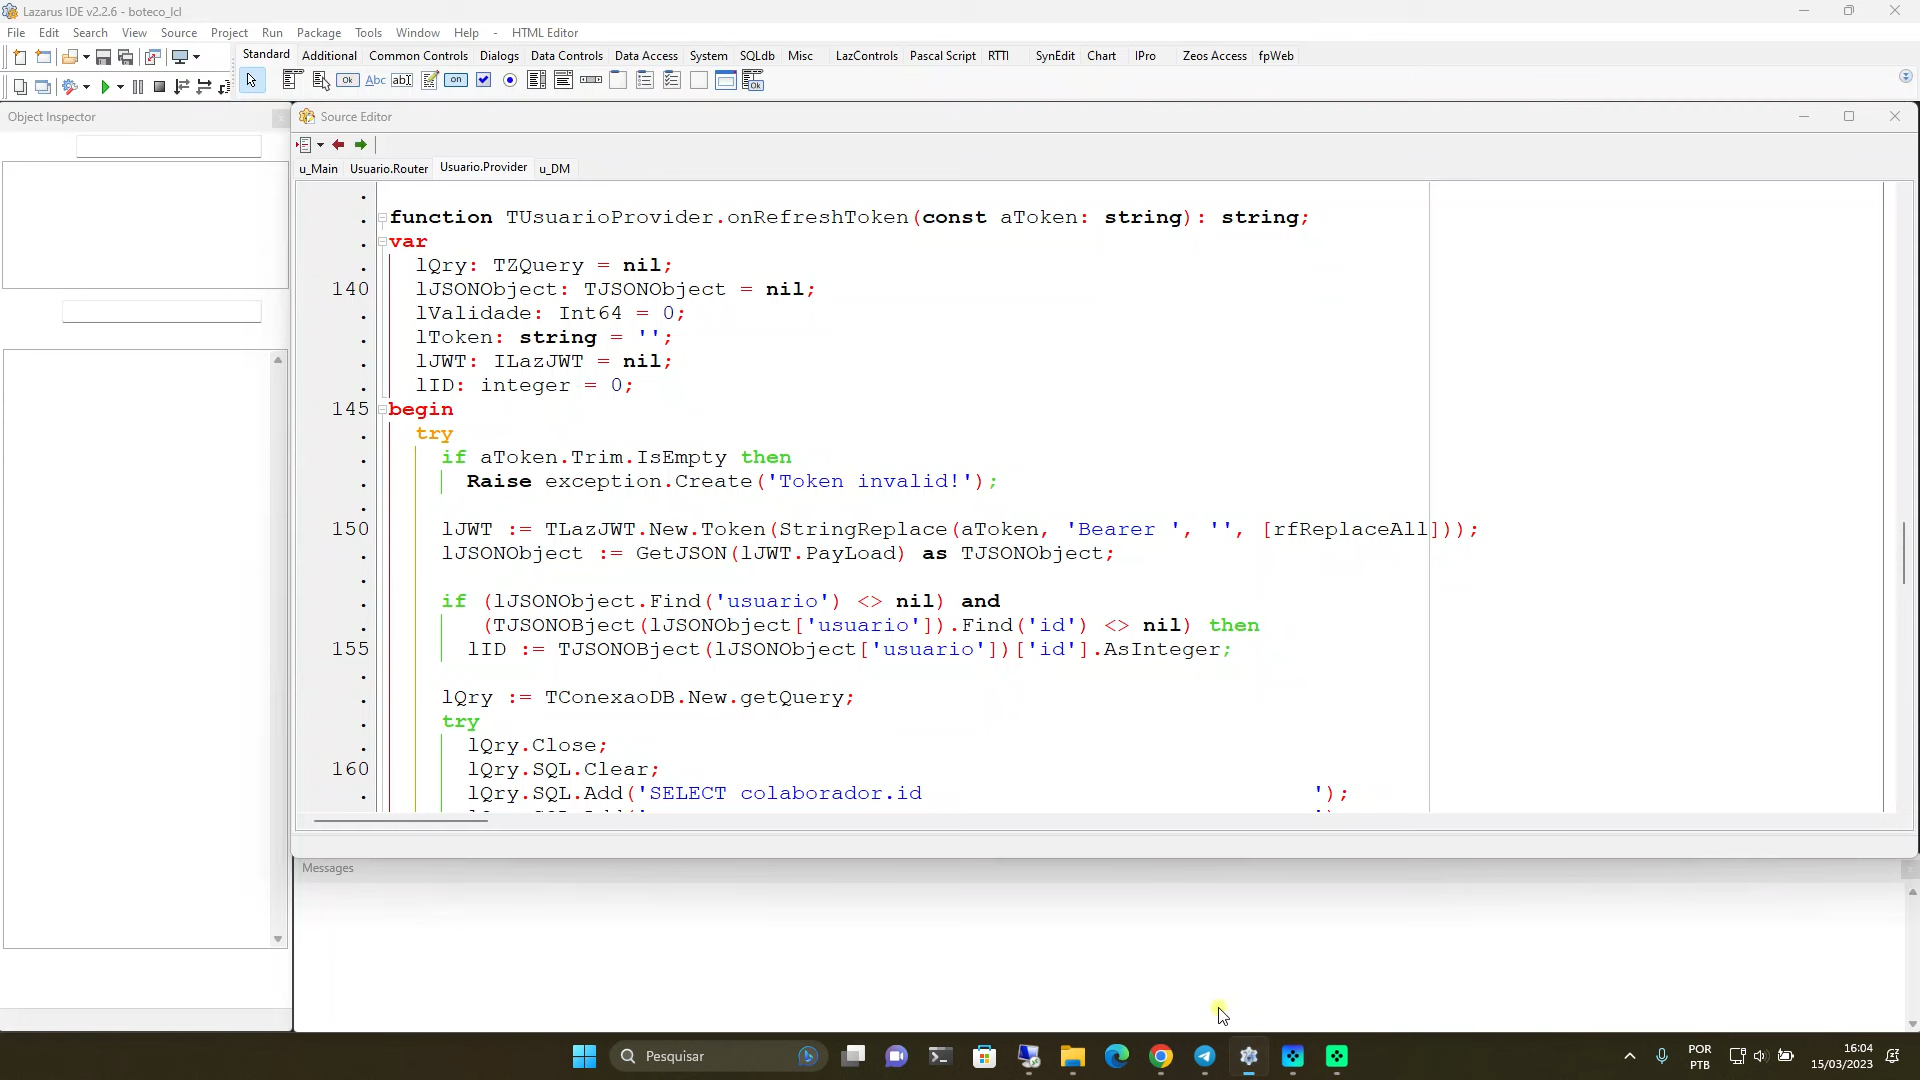 Lazarus IDE v2.2.6 - boteco_lcl
File Edit Search View Source Project Run Package Tools Window Help - HTML Editor
Standard Additional Common Controls Dialogs Data Controls Data Access System SQLdb Misc LazControls Pascal Script RTTI SynEdit Chart IPro Zeos Access fpWeb
Ok Abc abI on Ok
Object Inspector
Source Editor
u_Main Usuario.Router Usuario.Provider u_DM
function TUsuarioProvider.onRefreshToken(const aToken: string): string;
var
lQry: TZQuery = nil;
140 lJSONObject: TJSONObject = nil;
lValidade: Int64 = 0;
lToken: string = '';
lJWT: ILazJWT = nil;
lID: integer = 0;
145 begin
try
if aToken.Trim.IsEmpty then
Raise exception.Create('Token invalid!');
150 lJWT := TLazJWT.New.Token(StringReplace(aToken, 'Bearer ', '', [rfReplaceAll]));
lJSONObject := GetJSON(lJWT.PayLoad) as TJSONObject;
if (lJSONObject.Find('usuario') <> nil) and
(TJSONOBject(lJSONObject['usuario']).Find('id') <> nil) then
155 lID := TJSONOBject(lJSONObject['usuario'])['id'].AsInteger;
lQry := TConexaoDB.New.getQuery;
try
lQry.Close;
160 lQry.SQL.Clear;
lQry.SQL.Add('SELECT colaborador.id ');
Messages
Pesquisar
POR
PTB
16:04
15/03/2023